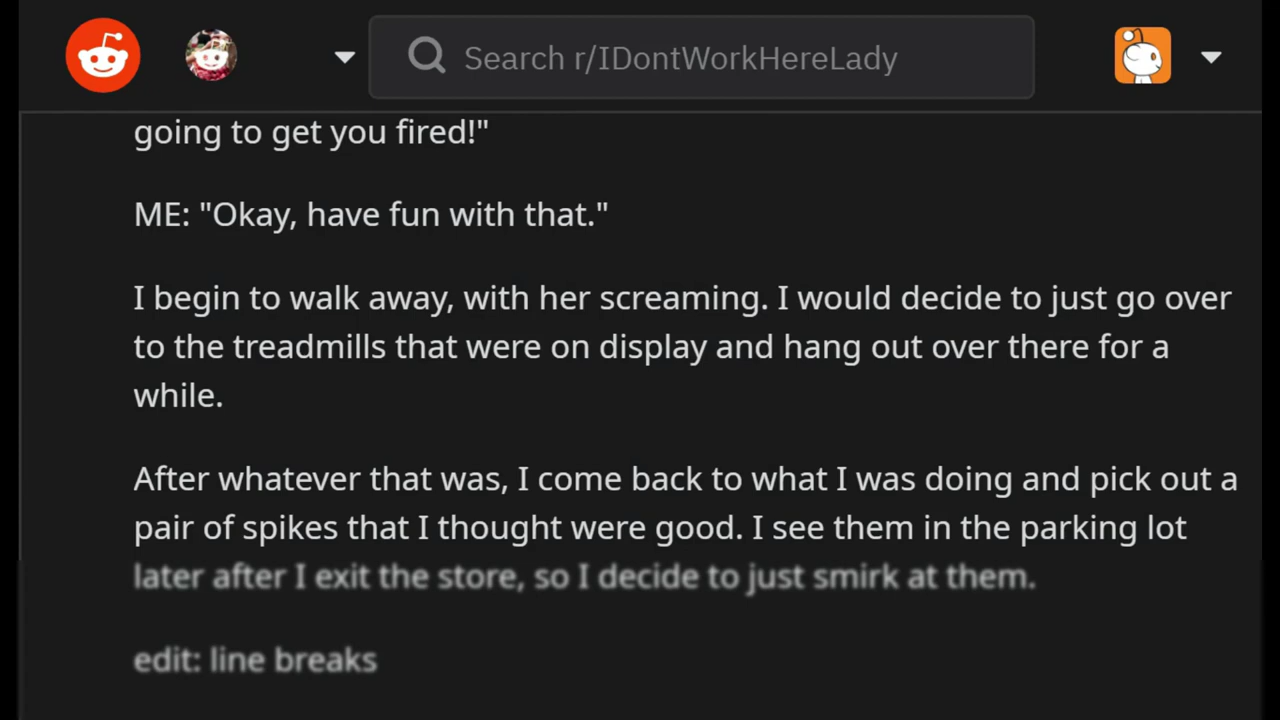 Search r/IDontWorkHereLady
going to get you fired!"
ME: "Okay, have fun with that."
I begin to walk away, with her screaming. I would decide to just go over
to the treadmills that were on display and hang out over there for a
while.
After whatever that was, I come back to what I was doing and pick out a
pair of spikes that I thought were good. I see them in the parking lot
later after I exit the store, so I decide to just smirk at them.
edit: line breaks